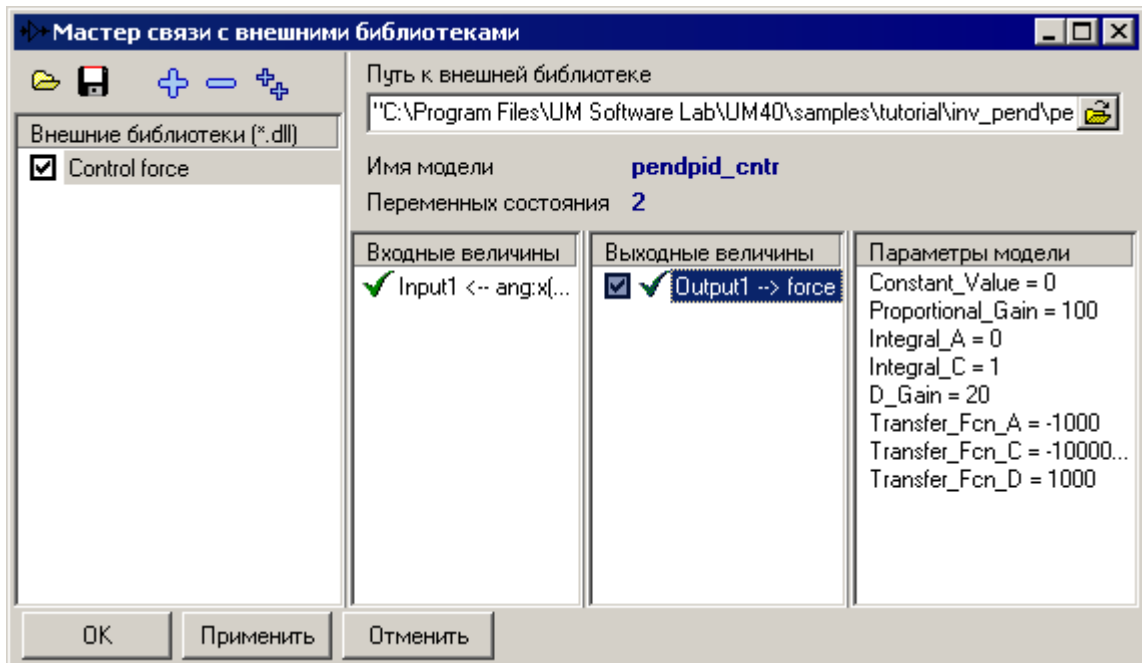 Мастер связи с внешними библиотеками
Путь к внешней библиотеке
"C:\Program Files\UM Software Lab\UM40\samples\tutorial\inv_pend\pe
Внешние библиотеки (*.dll)
Control force
Имя модели pendpid_cntr
Переменных состояния 2
Входные величины
Input1 <-- ang:x(...
Выходные величины
Output1 --> force
Параметры модели
Constant_Value = 0
Proportional_Gain = 100
Integral_A = 0
Integral_C = 1
D_Gain = 20
Transfer_Fcn_A = -1000
Transfer_Fcn_C = -10000...
Transfer_Fcn_D = 1000
OK Применить Отменить